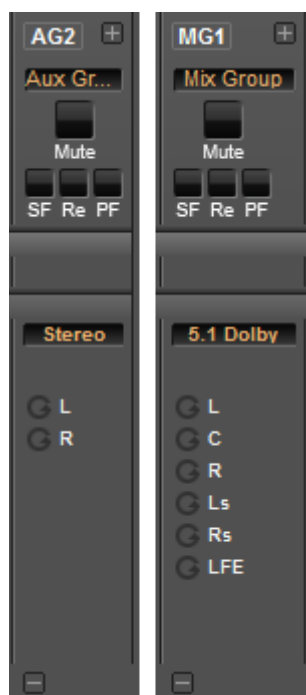 AG2
Aux Gr...
Mute
SF Re PF
Stereo
L
R
MG1
Mix Group
Mute
SF Re PF
5.1 Dolby
L
C
R
Ls
Rs
LFE